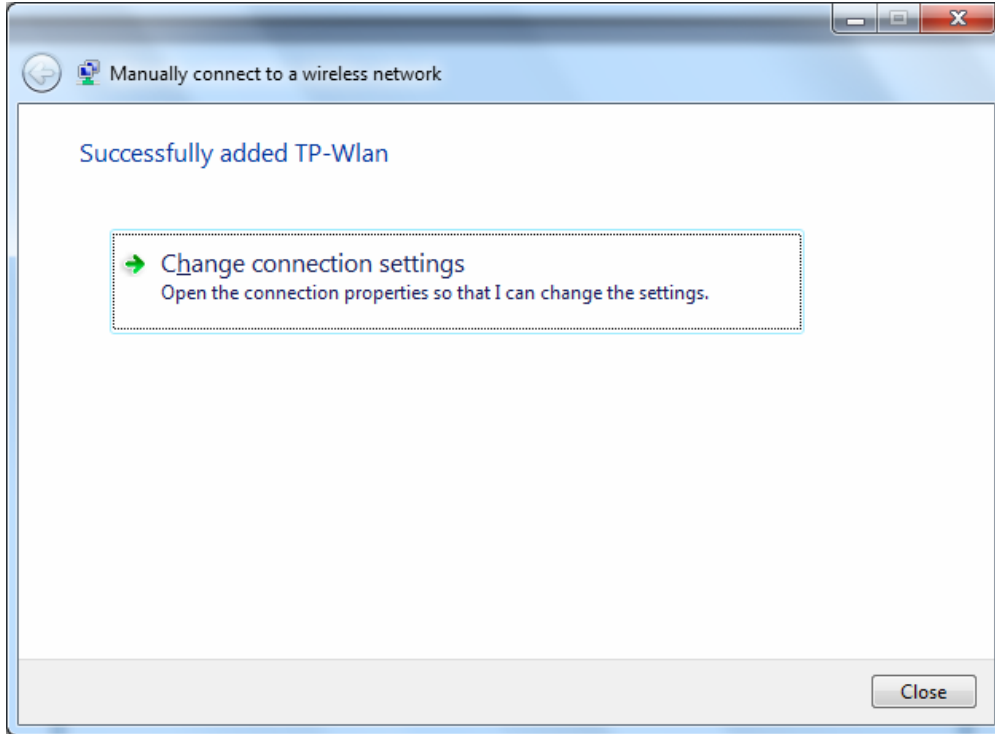 Manually connect to a wireless network
Successfully added TP-Wlan
Change connection settings
Open the connection properties so that I can change the settings.
Close